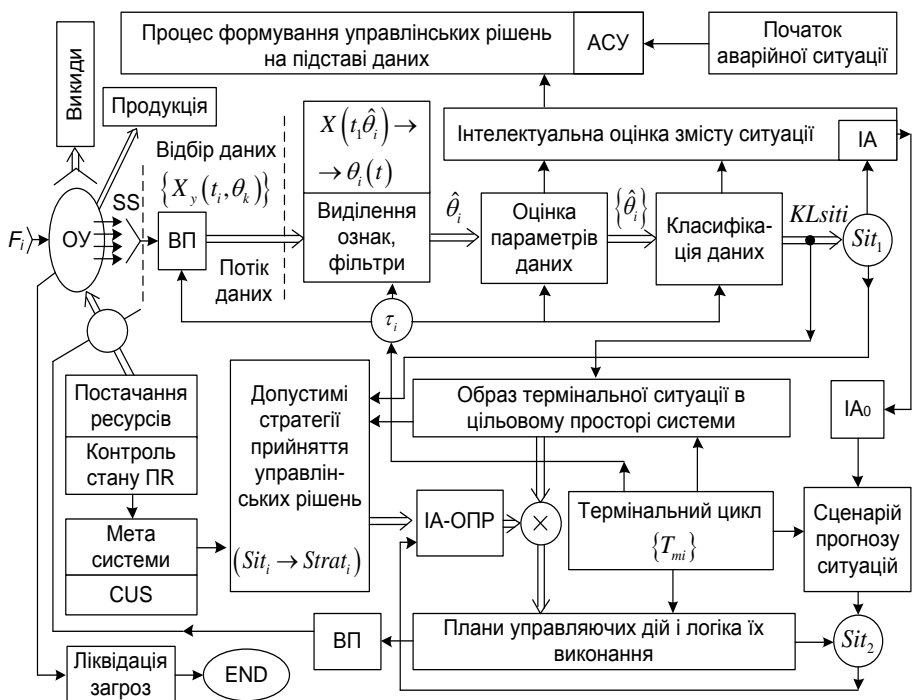 Процес формування управлінських рішень
на підставі даних
АСУ
Початок
аварійної ситуації
Викиди
Продукція
Відбір даних
{X_y(t_i, θ_k)}
X(t_1 θ̂_i) →
→ θ_i(t)
Інтелектуальна оцінка змісту ситуації
ІА
SS
F_i
ОУ
ВП
Потік
даних
Виділення
ознак,
фільтри
θ̂_i
Оцінка
параметрів
даних
{θ̂_i}
Класифіка-
ція даних
KLsiti
Sit_1
τ_i
Постачання
ресурсів
Контроль
стану ПR
Мета
системи
CUS
Допустимі
стратегії
прийняття
управлін-
ських рішень
(Sit_i → Strat_i)
Образ термінальної ситуації в
цільовому просторі системи
ІА0
ІА-ОПР
×
Термінальний цикл
{T_mi}
Сценарій
прогнозу
ситуацій
ВП
Плани управляючих дій і логіка їх
виконання
Sit_2
Ліквідація
загроз
END